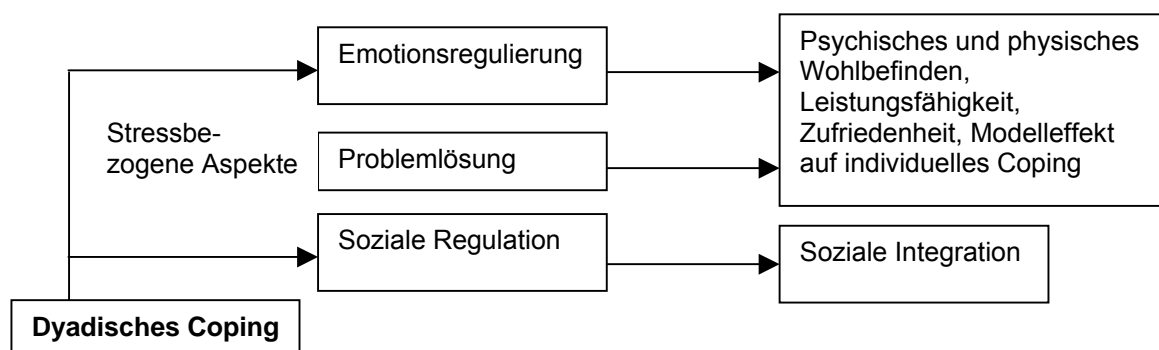 Emotionsregulierung
Psychisches und physisches
Wohlbefinden,
Leistungsfähigkeit,
Zufriedenheit, Modelleffekt
auf individuelles Coping
Stressbe-
zogene Aspekte
Problemlösung
Soziale Regulation
Soziale Integration
Dyadisches Coping